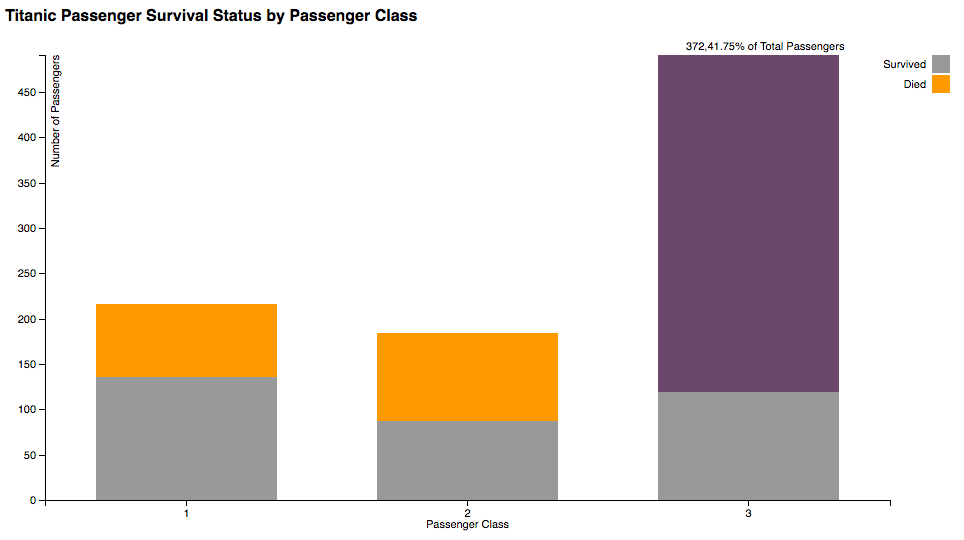 Titanic Passenger Survival Status by Passenger Class
372,41.75% of Total Passengers
Survived
Died
Number of Passengers
450
400
350
300
250
200
150
100
50
0
1
2
3
Passenger Class